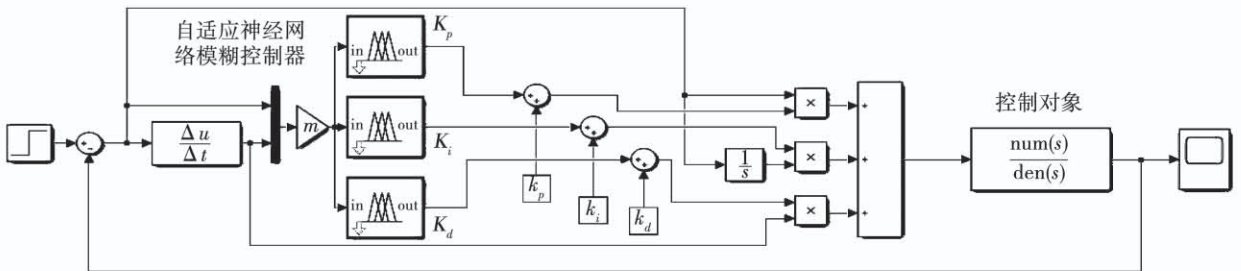 自适应神经网
络模糊控制器
in
out
K_p
+
+
×
+
控制对象
-
Δu
Δt
m
in
out
K_i
+
+
×
+
1
s
num(s)
den(s)
k_p
k_i
k_d
in
out
K_d
+
+
×
+